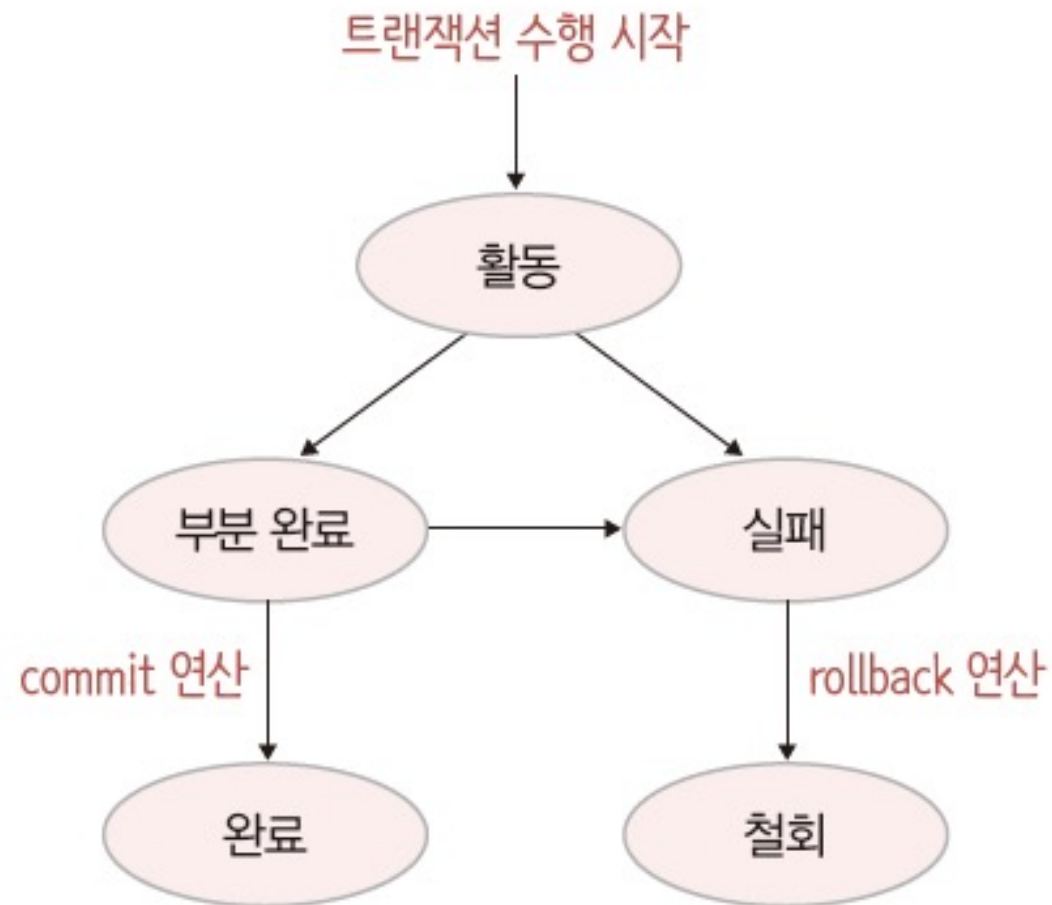 트랜잭션 수행 시작
활동
부분 완료
실패
commit 연산
rollback 연산
완료
철회